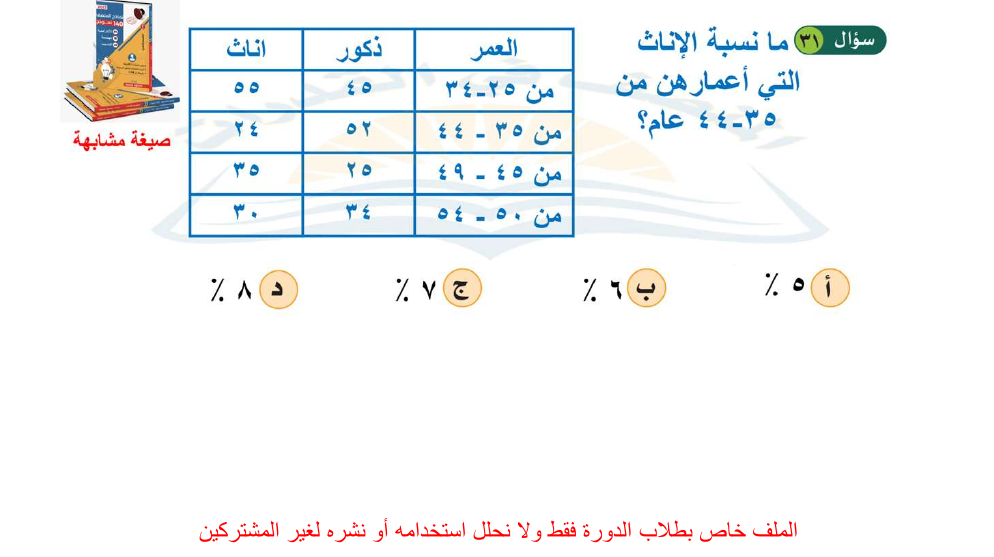 سؤال ٣١ ما نسبة الإناث
التي أعمارهن من
٣٥-٤٤ عام؟
العمر ذكور اناث
من ٢٥-٣٤ ٤٥ ٥٥
من ٣٥ - ٤٤ ٥٢ ٢٤
من ٤٥ - ٤٩ ٢٥ ٣٥
من ٥٠ - ٥٤ ٣٤ ٣٠
صيغة مشابهة
أ ٥ ٪ ب ٦ ٪ ج ٧ ٪ د ٨ ٪
الملف خاص بطلاب الدورة فقط ولا نحلل استخدامه أو نشره لغير المشتركين